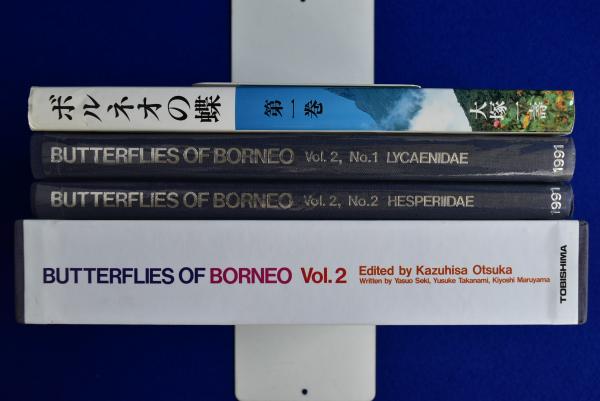 ボルネオの蝶 第一巻 大塚一壽
BUTTERFLIES OF BORNEO Vol. 2, No.1 LYCAENIDAE 1991
BUTTERFLIES OF BORNEO Vol. 2, No.2 HESPERIIDAE 1991
BUTTERFLIES OF BORNEO Vol. 2
Edited by Kazuhisa Otsuka
Written by Yasuo Seki, Yusuke Takanami, Kiyoshi Maruyama
TOBISHIMA